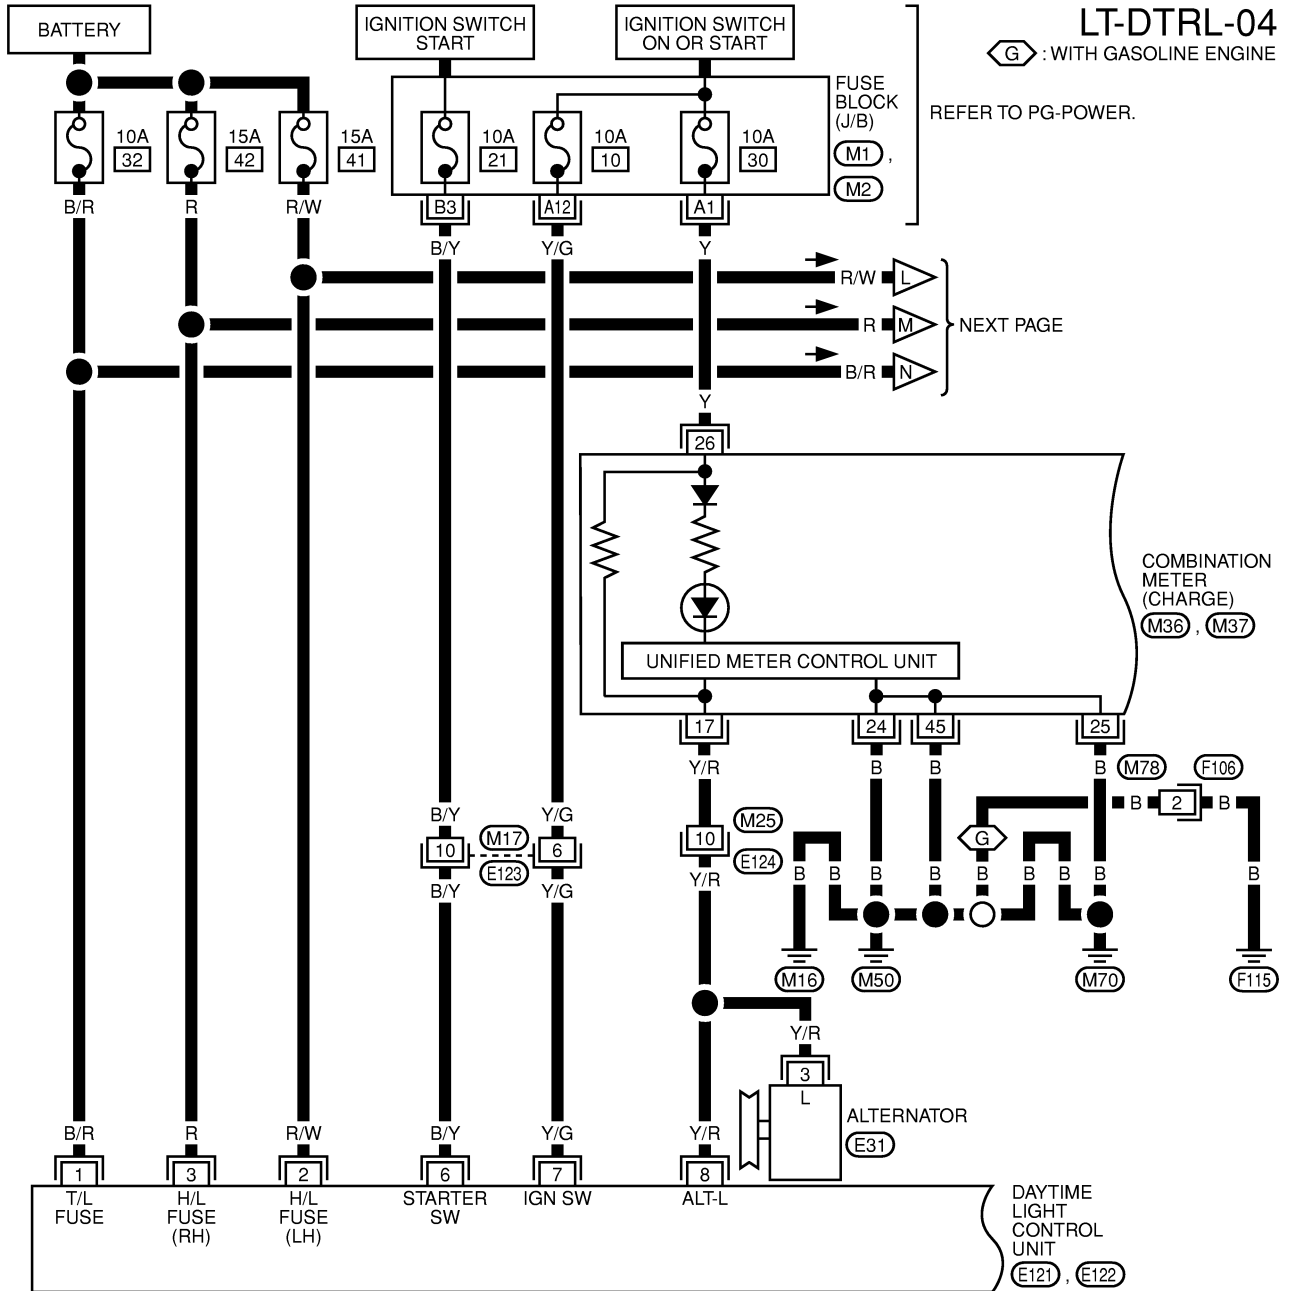 LT-DTRL-04
G : WITH GASOLINE ENGINE
BATTERY
IGNITION SWITCH
START
IGNITION SWITCH
ON OR START
FUSE
BLOCK
(J/B)
M1 ,
M2
REFER TO PG-POWER.
10A
32
15A
42
15A
41
10A
21
10A
10
10A
30
B/R
R
R/W
B3
A12
A1
B/Y
Y/G
Y
R/W
L
R
M
B/R
N
NEXT PAGE
Y
26
COMBINATION
METER
(CHARGE)
M36 , M37
UNIFIED METER CONTROL UNIT
17
24
45
25
Y/R
B
B
B
M78
F106
B
2
B
B/Y
Y/G
10
M17
E123
6
B/Y
Y/G
10
M25
E124
Y/R
G
B
B
B
B
B
B
B
B
B
M16
M50
M70
F115
Y/R
3
L
ALTERNATOR
E31
B/R
R
R/W
B/Y
Y/G
Y/R
1
3
2
6
7
8
T/L
FUSE
H/L
FUSE
(RH)
H/L
FUSE
(LH)
STARTER
SW
IGN SW
ALT-L
DAYTIME
LIGHT
CONTROL
UNIT
E121 , E122